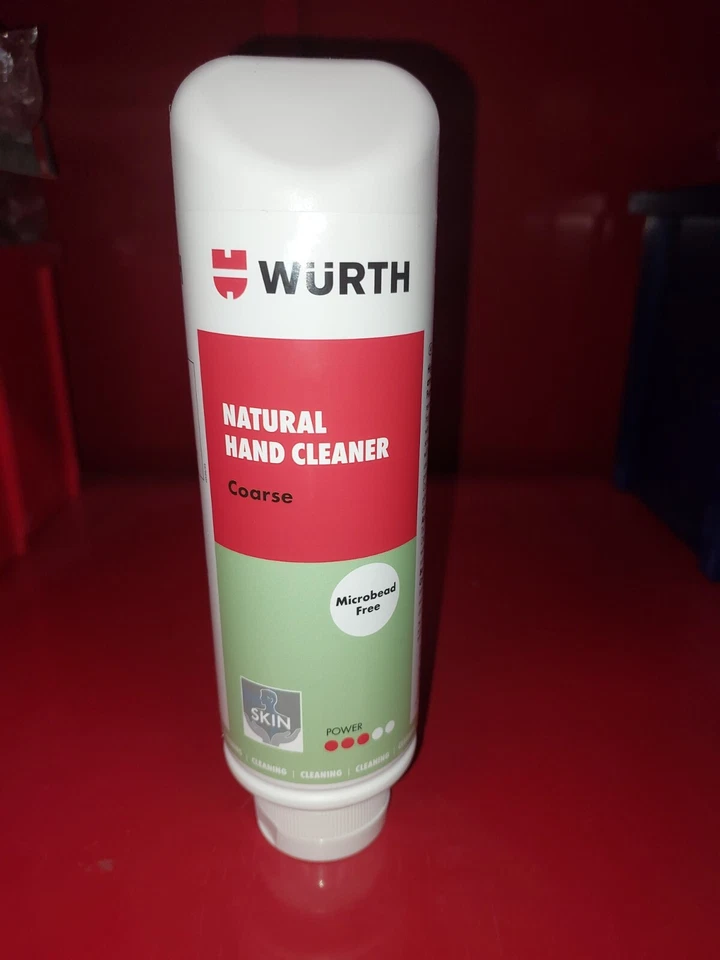 WÜRTH
NATURAL
HAND CLEANER
Coarse
Microbead
Free
SKIN
POWER
CLEANING | CLEANING | CLEANING